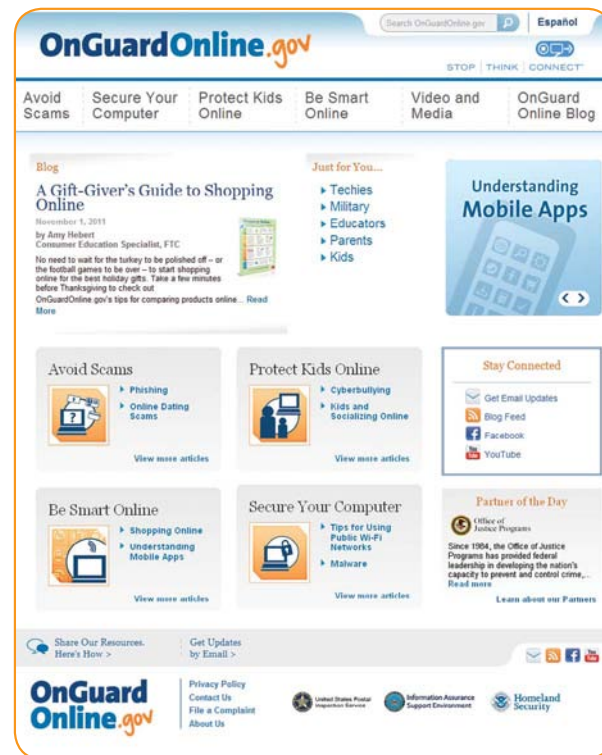 Search OnGuardOnline.gov
Español
OnGuardOnline.gov
STOP | THINK | CONNECT
Avoid Scams
Secure Your Computer
Protect Kids Online
Be Smart Online
Video and Media
OnGuard Online Blog
Blog
A Gift-Giver's Guide to Shopping
Online
November 1, 2011
by Amy Hebert
Consumer Education Specialist, FTC
No need to wait for the turkey to be polished off – or
the football games to be over – to start shopping
online for the best holiday gifts. Take a few minutes
before Thanksgiving to check out
OnGuardOnline.gov's tips for comparing products online... Read
More
Just for You...
Techies
Military
Educators
Parents
Kids
Understanding
Mobile Apps
Avoid Scams
Phishing
Online Dating
Scams
View more articles
Protect Kids Online
Cyberbullying
Kids and
Socializing Online
View more articles
Stay Connected
Get Email Updates
Blog Feed
Facebook
YouTube
Be Smart Online
Shopping Online
Understanding
Mobile Apps
View more articles
Secure Your Computer
Tips for Using
Public Wi-Fi
Networks
Malware
View more articles
Partner of the Day
Office of
Justice Programs
Since 1984, the Office of Justice
Programs has provided federal
leadership in developing the nation's
capacity to prevent and control crime,...
Read more
Learn about our Partners
Share Our Resources.
Here's How >
Get Updates
by Email >
OnGuard
Online.gov
Privacy Policy
Contact Us
File a Complaint
About Us
United States Postal
Inspection Service
Information Assurance
Support Environment
Homeland
Security